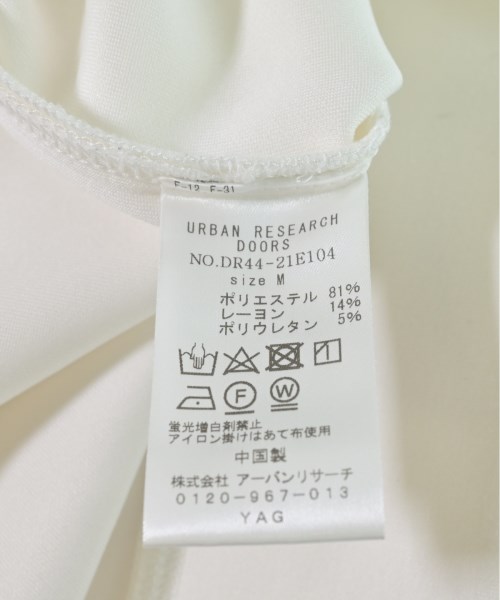 URBAN RESEARCH
DOORS
NO.DR44-21E104
size M
ポリエステル 81%
レーヨン 14%
ポリウレタン 5%
F W
蛍光増白剤禁止
アイロン掛けはあて布使用
中国製
株式会社 アーバンリサーチ
0120-967-013
YAG